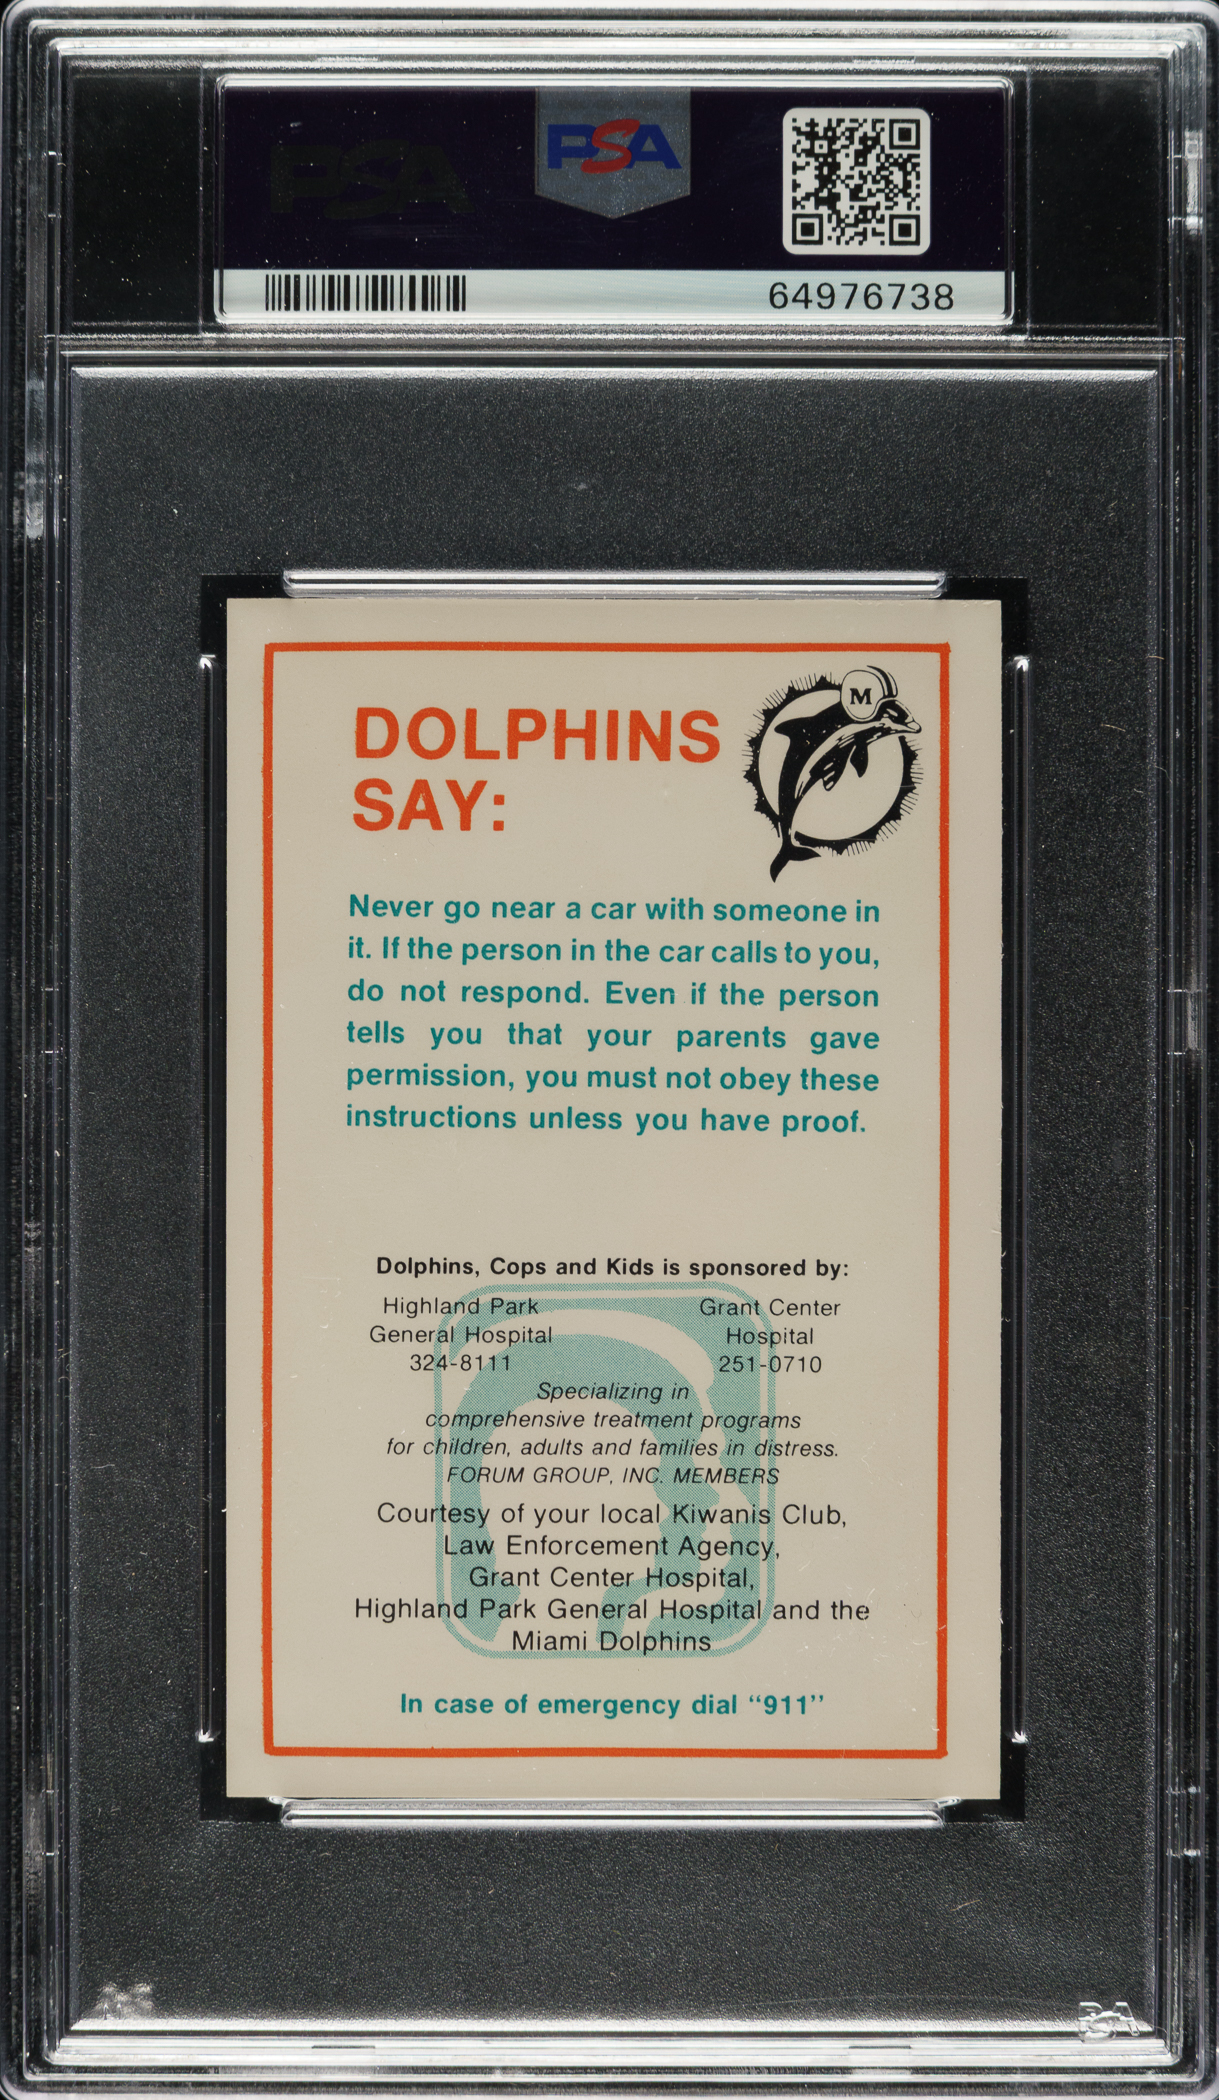 PSA
PSA
64976738
M
DOLPHINS
SAY:
Never go near a car with someone in
it. If the person in the car calls to you,
do not respond. Even if the person
tells you that your parents gave
permission, you must not obey these
instructions unless you have proof.
Dolphins, Cops and Kids is sponsored by:
Highland Park
General Hospital
324-8111
Grant Center
Hospital
251-0710
Specializing in
comprehensive treatment programs
for children, adults and families in distress.
FORUM GROUP, INC. MEMBERS
Courtesy of your local Kiwanis Club,
Law Enforcement Agency,
Grant Center Hospital,
Highland Park General Hospital and the
Miami Dolphins
In case of emergency dial “911”
PSA